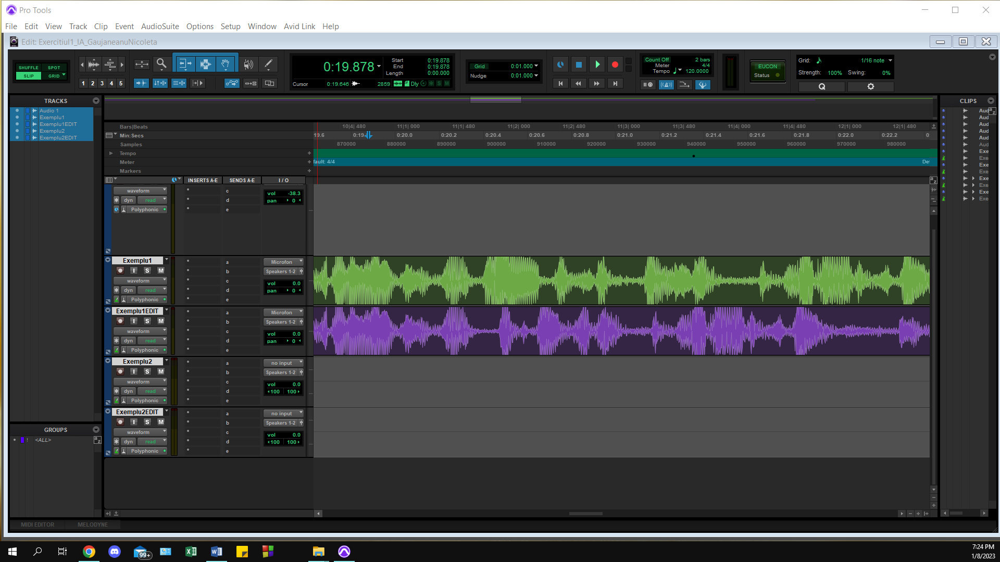 Pro Tools
File Edit View Track Clip Event AudioSuite Options Setup Window Avid Link Help
Edit: Exercitiul1_IA_GaujaneanuNicoleta
SHUFFLE SPOT
SLIP GRID
1 2 3 4 5
0:19.878
Start 0:19.878
End 0:19.878
Length 0:00.000
Cursor 0:19.646 2859 Dly S M
Grid 0:01.000
Nudge 0:01.000
Count Off 2 bars
Meter 4/4
Tempo 120.0000
EUCON
Status
Grid: 1/16 note
Strength: 100% Swing: 0%
Q
TRACKS
Audio 1
Exemplu1
Exemplu1EDIT
Exemplu2
Exemplu2EDIT
CLIPS
a z
Aud
Aud
Aud
Aud
Aud
Aud
Exe
Exe
Exe
Exe
Exe
Exe
Exe
Exe
Bars|Beats 10|4| 480 11|1| 000 11|1| 480 11|2| 000 11|2| 480 11|3| 000 11|3| 480 11|4| 000 11|4| 480 12|1| 000 12|1| 480
Min:Secs 19.6 0:19. 0:20.0 0:20.2 0:20.4 0:20.6 0:20.8 0:21.0 0:21.2 0:21.4 0:21.6 0:21.8 0:22.0 0:22.2 0
Samples 870000 880000 890000 900000 910000 920000 930000 940000 950000 960000 970000 980000
Tempo
Meter fault: 4/4 De
Markers
INSERTS A-E SENDS A-E I / O
a z
waveform c vol -38.3
dyn read d pan 0
Polyphonic e
Exemplu1 a Microfon
I S M b Speakers 1-2
waveform c vol 0.0
dyn read d pan 0
Polyphonic e
Exemplu1EDIT a Microfon
I S M b Speakers 1-2
waveform c vol 0.0
dyn read d pan 0
Polyphonic e
Exemplu2 a no input
I S M b Speakers 1-2
waveform c vol 0.0
dyn read d 100 100
Polyphonic e
Exemplu2EDIT a no input
I S M b Speakers 1-2
waveform c vol 0.0
dyn read d 100 100
Polyphonic e
GROUPS
! <ALL> a z
MIDI EDITOR MELODYNE
99+
7:24 PM
1/8/2023